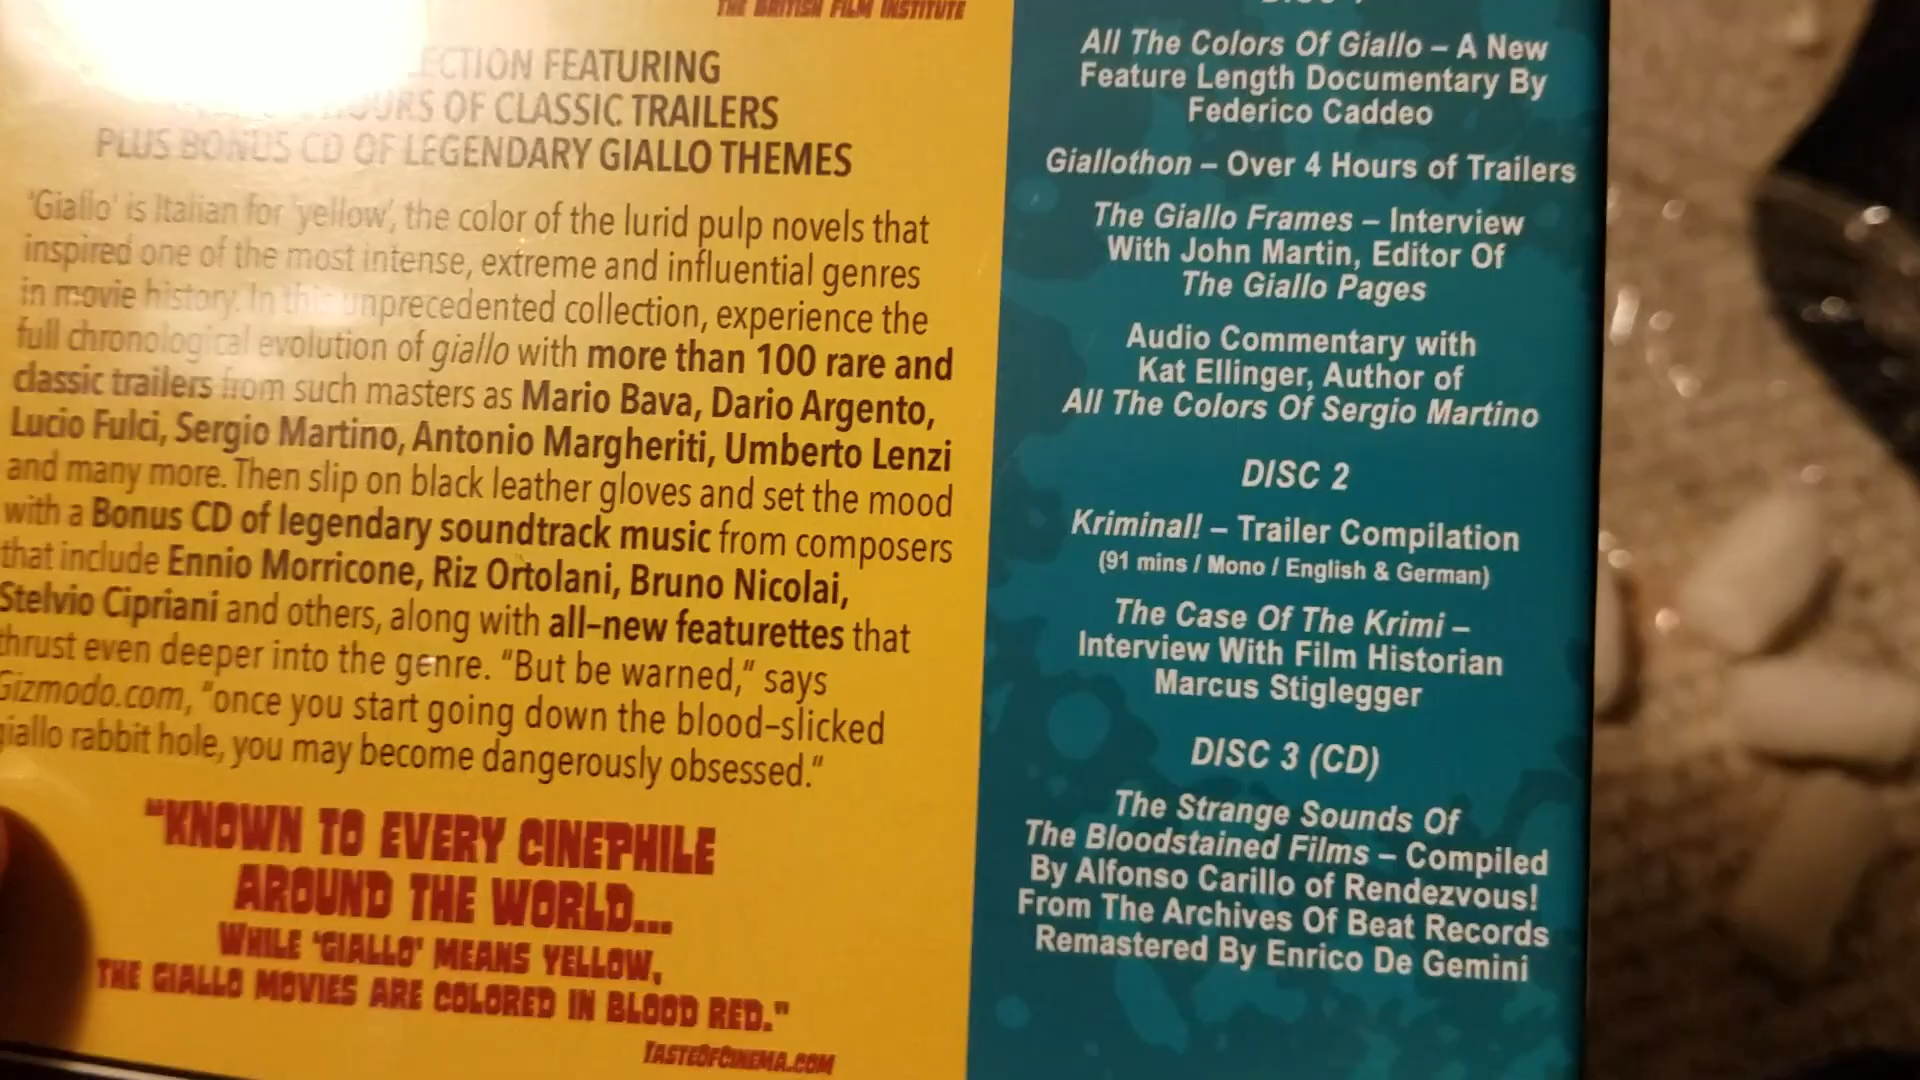 THE BRITISH FILM INSTITUTE
FEATURING
OF CLASSIC TRAILERS
PLUS BONUS CD OF LEGENDARY GIALLO THEMES
'Giallo' is Italian for 'yellow', the color of the lurid pulp novels that
inspired one of the most intense, extreme and influential genres
in movie history. In this unprecedented collection, experience the
full chronological evolution of giallo with more than 100 rare and
classic trailers from such masters as Mario Bava, Dario Argento,
Lucio Fulci, Sergio Martino, Antonio Margheriti, Umberto Lenzi
and many more. Then slip on black leather gloves and set the mood
with a Bonus CD of legendary soundtrack music from composers
that include Ennio Morricone, Riz Ortolani, Bruno Nicolai,
Stelvio Cipriani and others, along with all-new featurettes that
thrust even deeper into the genre. "But be warned," says
Gizmodo.com, "once you start going down the blood-slicked
giallo rabbit hole, you may become dangerously obsessed."
"KNOWN TO EVERY CINEPHILE
AROUND THE WORLD...
WHILE 'GIALLO' MEANS YELLOW,
THE GIALLO MOVIES ARE COLORED IN BLOOD RED."
TASTEOFCINEMA.COM
All The Colors Of Giallo – A New
Feature Length Documentary By
Federico Caddeo
Giallothon – Over 4 Hours of Trailers
The Giallo Frames – Interview
With John Martin, Editor Of
The Giallo Pages
Audio Commentary with
Kat Ellinger, Author of
All The Colors Of Sergio Martino
DISC 2
Kriminal! – Trailer Compilation
(91 mins / Mono / English & German)
The Case Of The Krimi –
Interview With Film Historian
Marcus Stiglegger
DISC 3 (CD)
The Strange Sounds Of
The Bloodstained Films – Compiled
By Alfonso Carillo of Rendezvous!
From The Archives Of Beat Records
Remastered By Enrico De Gemini